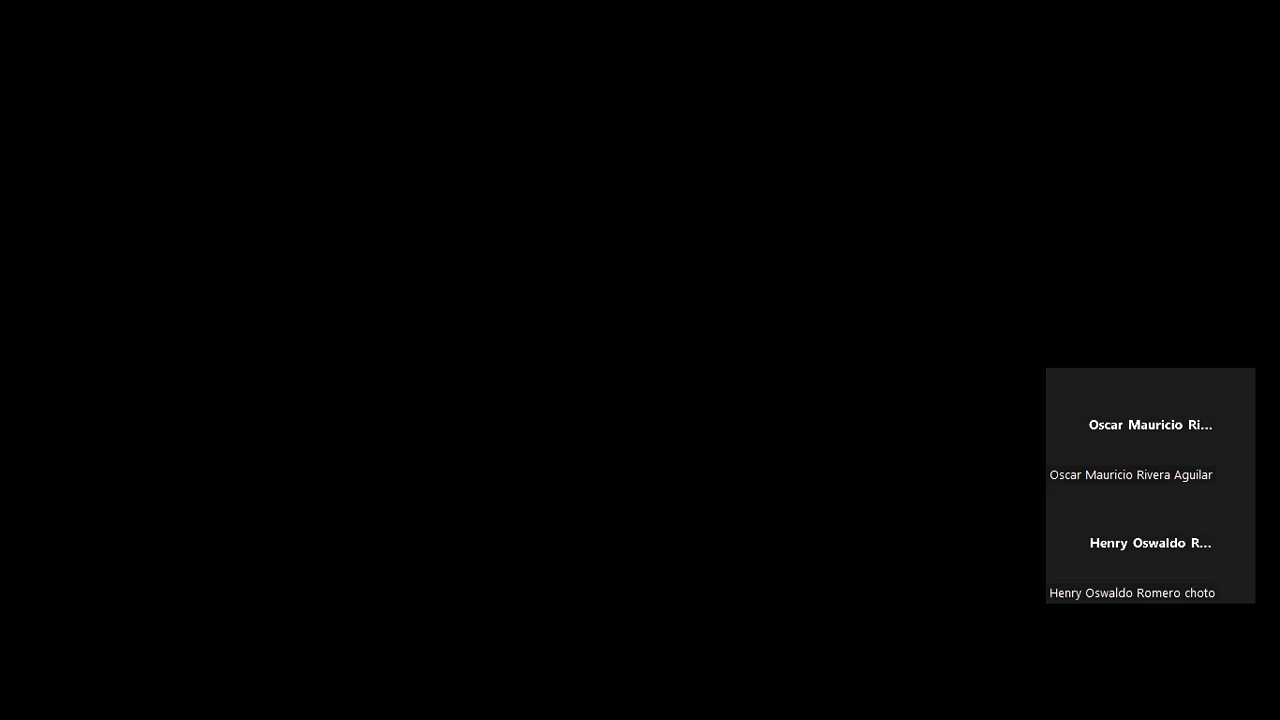 Oscar Mauricio Ri...
Oscar Mauricio Rivera Aguilar
Henry Oswaldo R...
Henry Oswaldo Romero choto